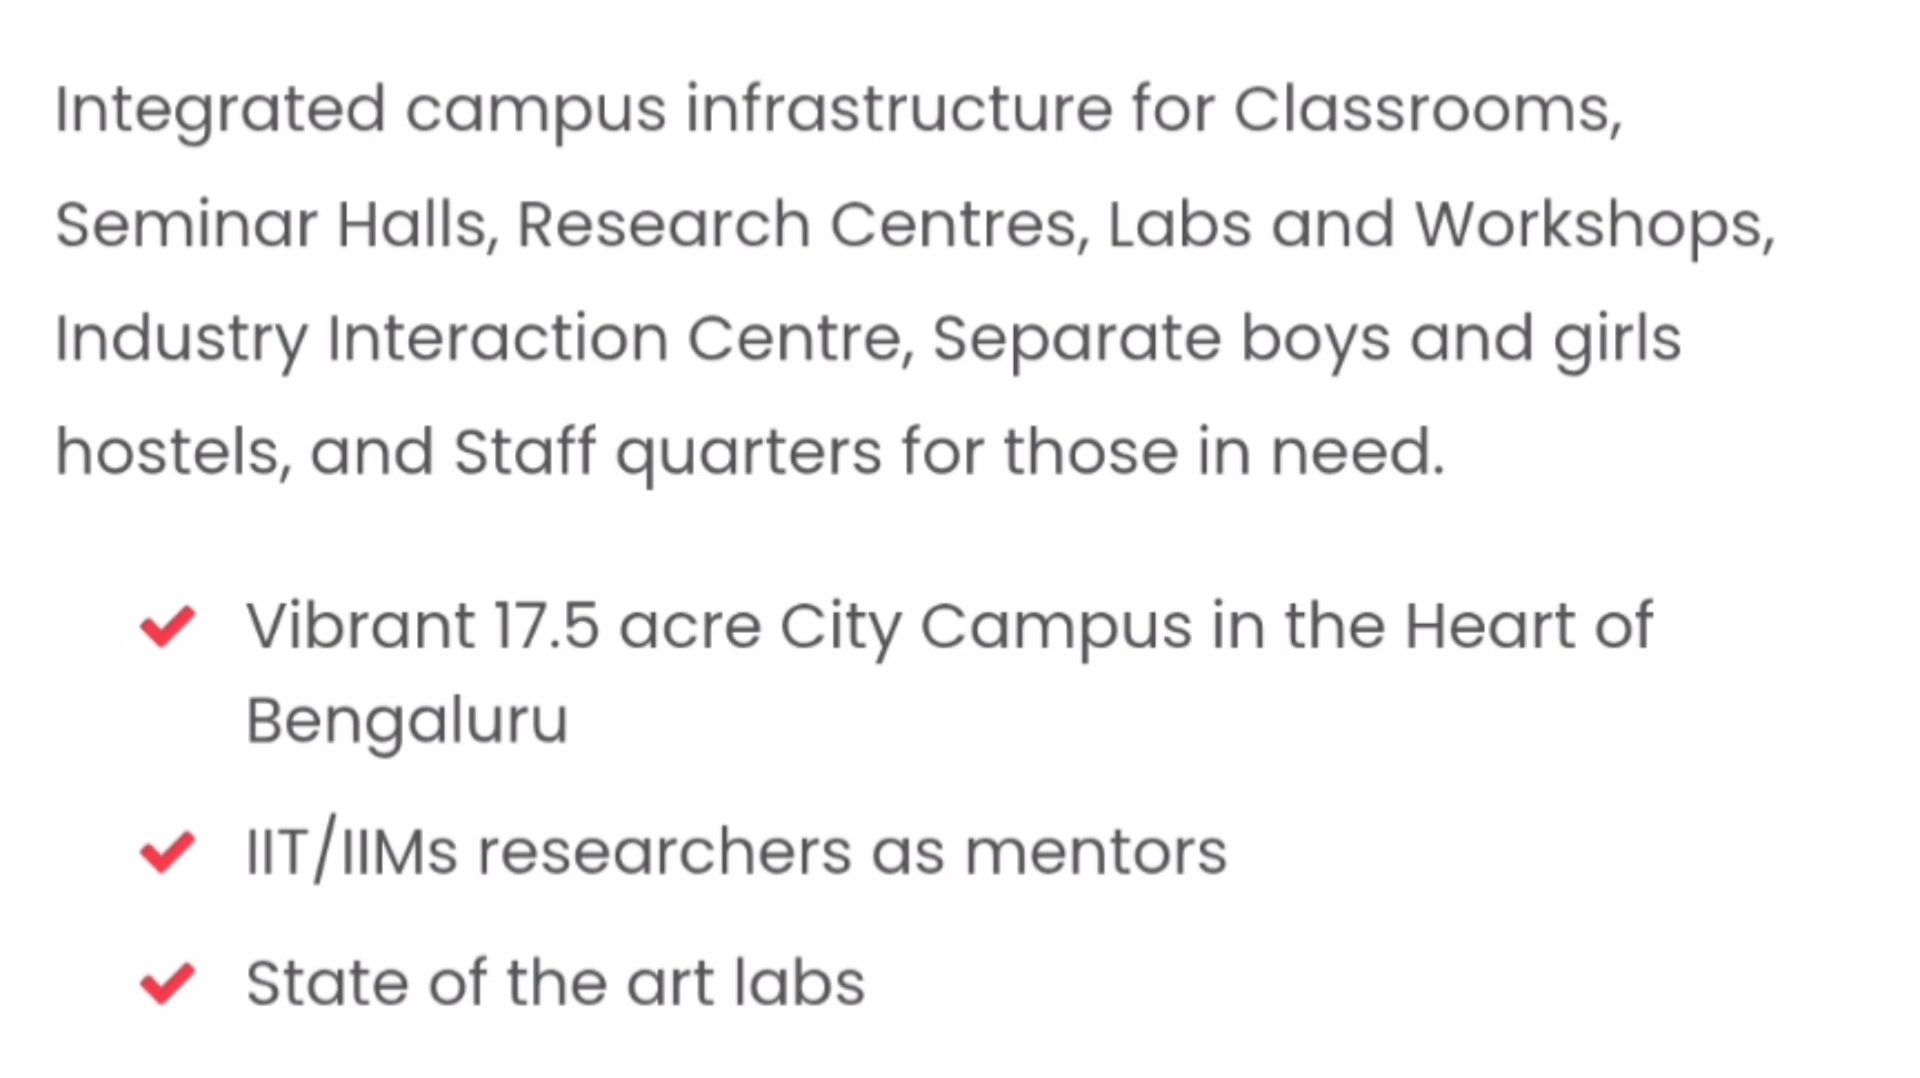 Integrated campus infrastructure for Classrooms,
Seminar Halls, Research Centres, Labs and Workshops,
Industry Interaction Centre, Separate boys and girls
hostels, and Staff quarters for those in need.
Vibrant 17.5 acre City Campus in the Heart of
Bengaluru
IIT/IIMs researchers as mentors
State of the art labs